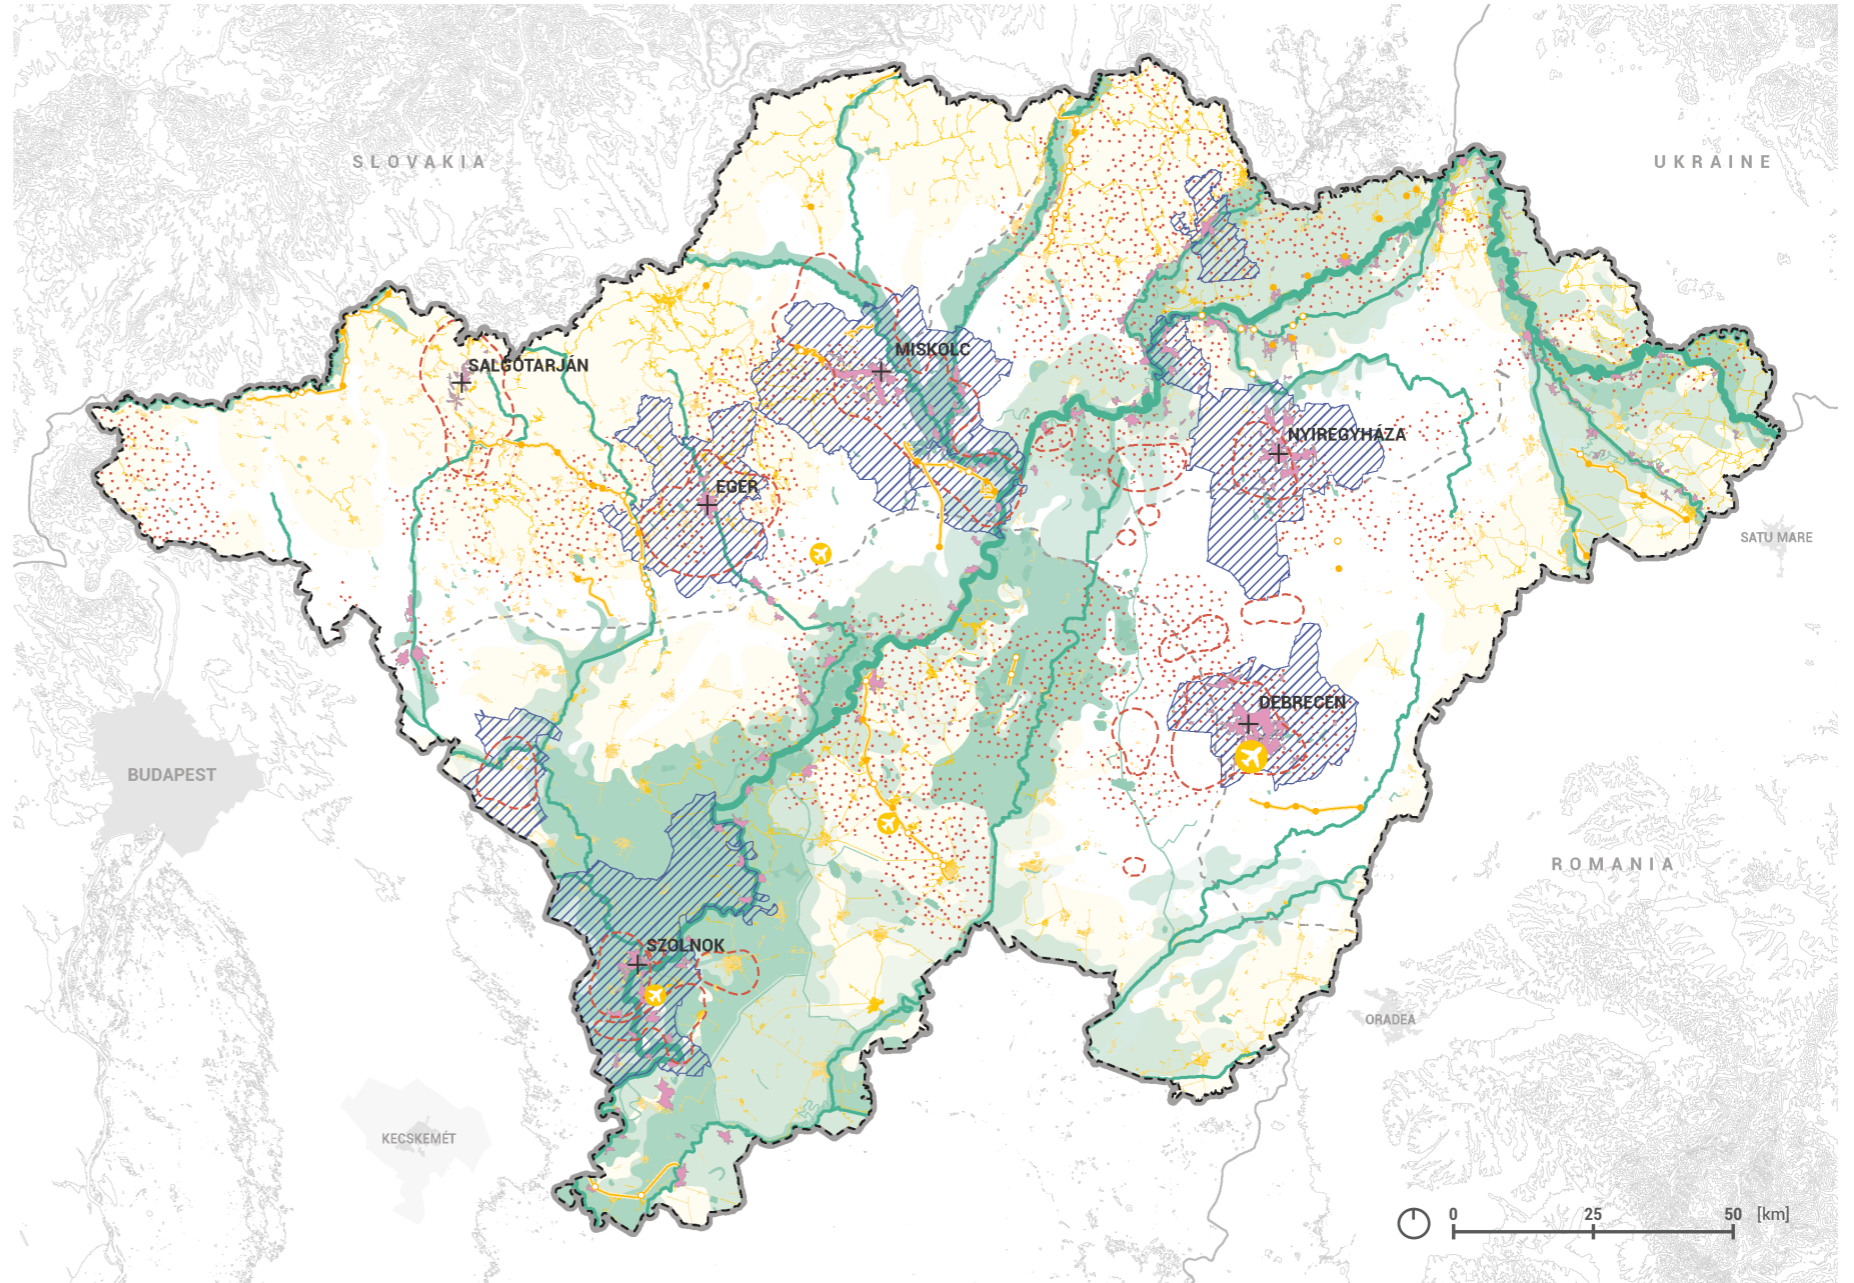 SLOVAKIA
UKRAINE
MISKOLC
SALGÓTARJÁN
NYÍREGYHÁZA
EGER
SATU MARE
DEBRECEN
BUDAPEST
ROMANIA
SZOLNOK
ORADEA
KECSKEMÉT
0 25 50 [km]